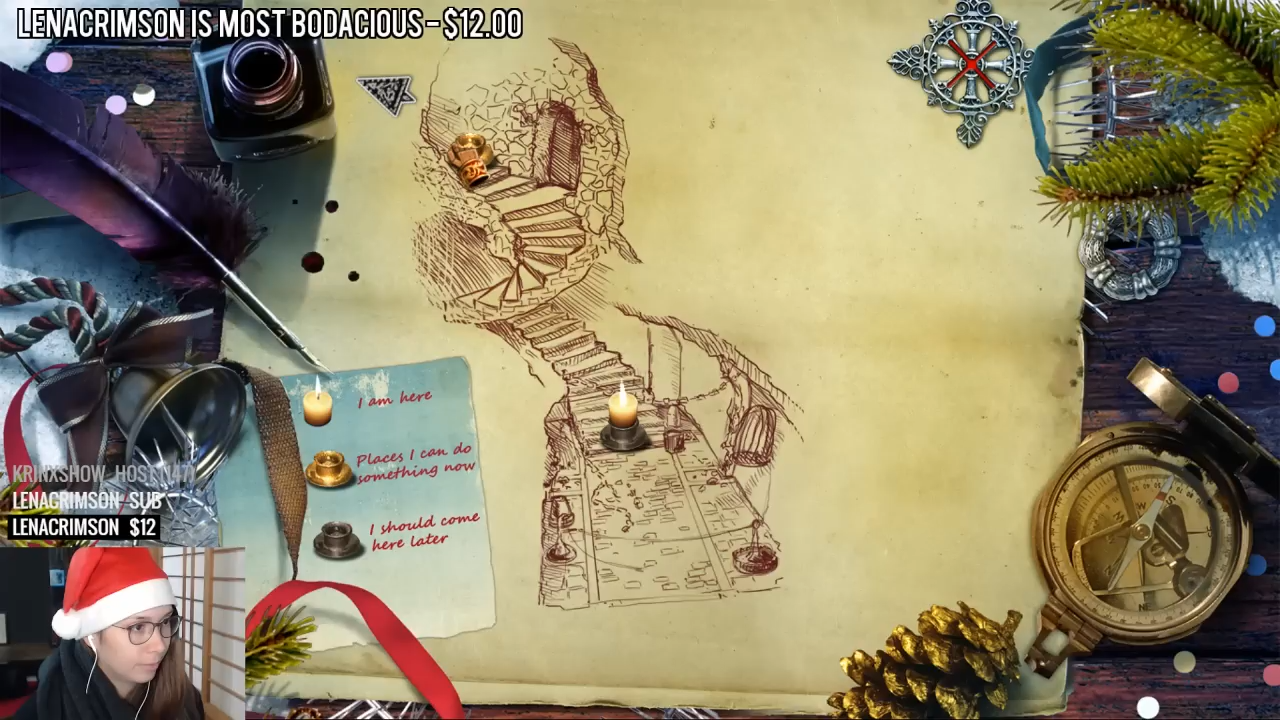 LENACRIMSON IS MOST BODACIOUS - $12.00
I am here
Places I can do
something now
I should come
here later
LENACRIMSON SUB
LENACRIMSON $12